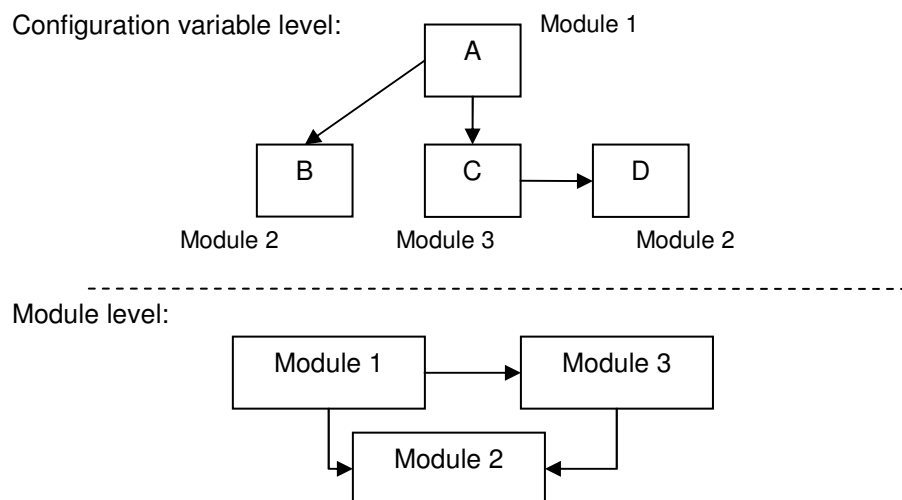 Configuration variable level:
Module 1
A
B
C
D
Module 2
Module 3
Module 2
Module level:
Module 1
Module 3
Module 2